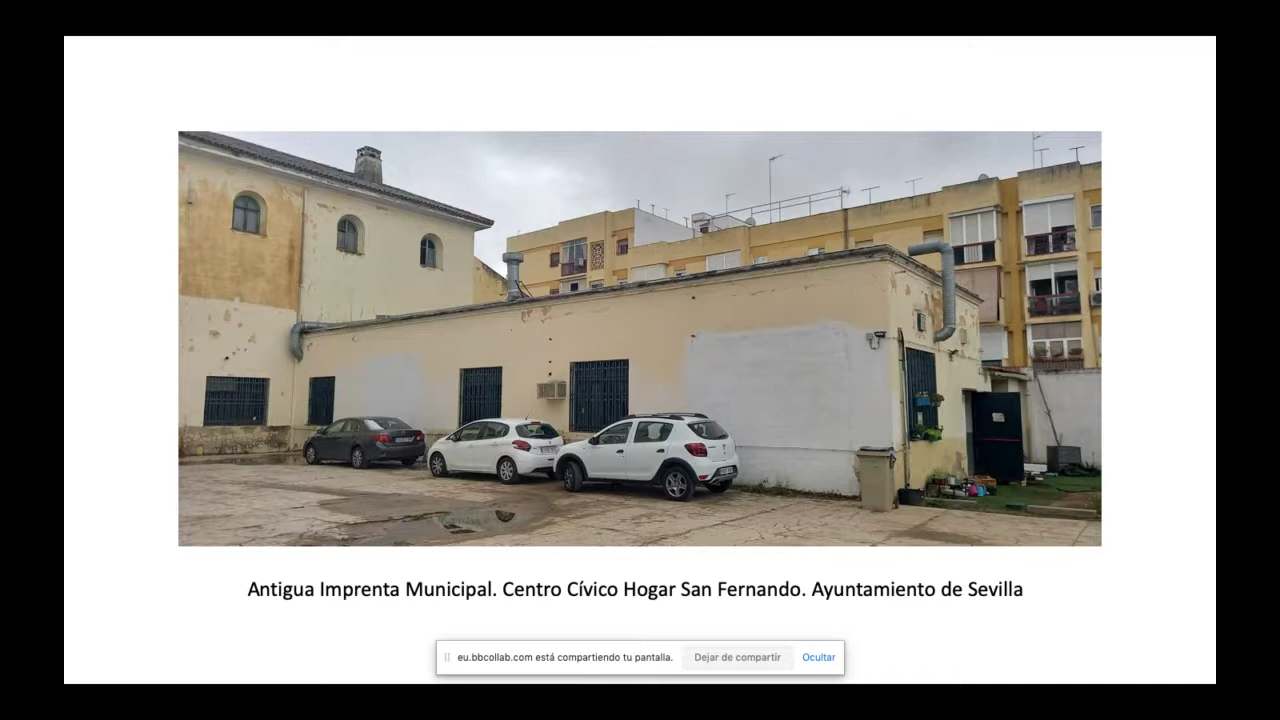 Antigua Imprenta Municipal. Centro Cívico Hogar San Fernando. Ayuntamiento de Sevilla
eu.bbcollab.com está compartiendo tu pantalla. Dejar de compartir Ocultar